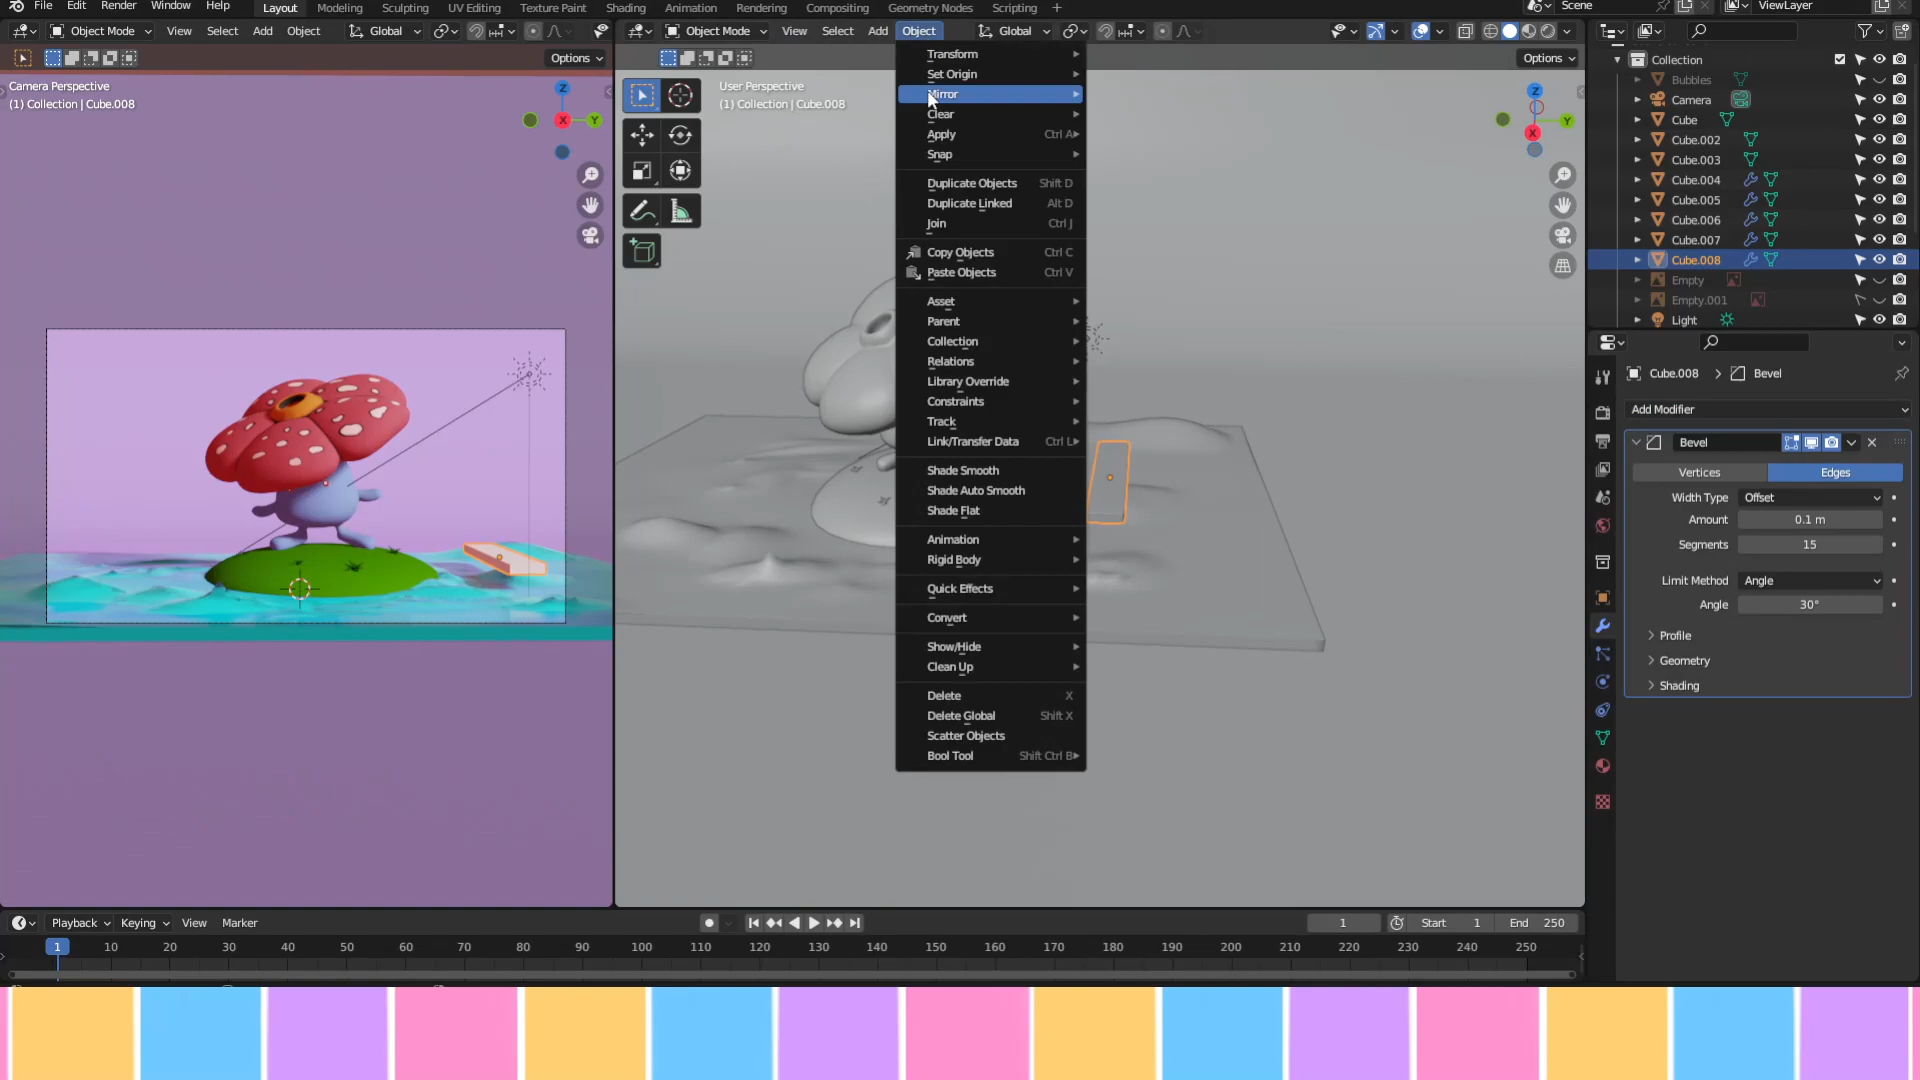 File Edit Render Window Help Layout Modeling Sculpting UV Editing Texture Paint Shading Animation Rendering Compositing Geometry Nodes Scripting + Scene ViewLayer
Object Mode View Select Add Object Global
Object Mode View Select Add Object Global
Options
Options
Camera Perspective
(1) Collection | Cube.008
Z
X
Y
User Perspective
(1) Collection | Cube.008
Z
Y
X
Transform
Set Origin
Mirror
Clear
Apply Ctrl A
Snap
Duplicate Objects Shift D
Duplicate Linked Alt D
Join Ctrl J
Copy Objects Ctrl C
Paste Objects Ctrl V
Asset
Parent
Collection
Relations
Library Override
Constraints
Track
Link/Transfer Data Ctrl L
Shade Smooth
Shade Auto Smooth
Shade Flat
Animation
Rigid Body
Quick Effects
Convert
Show/Hide
Clean Up
Delete X
Delete Global Shift X
Scatter Objects
Bool Tool Shift Ctrl B
Collection
Bubbles
Camera
Cube
Cube.002
Cube.003
Cube.004
Cube.005
Cube.006
Cube.007
Cube.008
Empty
Empty.001
Light
Cube.008 > Bevel
Add Modifier
Bevel
Vertices Edges
Width Type Offset
Amount 0.1 m
Segments 15
Limit Method Angle
Angle 30°
Profile
Geometry
Shading
Playback Keying View Marker 1 Start 1 End 250
1 10 20 30 40 50 60 70 80 90 100 110 120 130 140 150 160 170 180 190 200 210 220 230 240 250